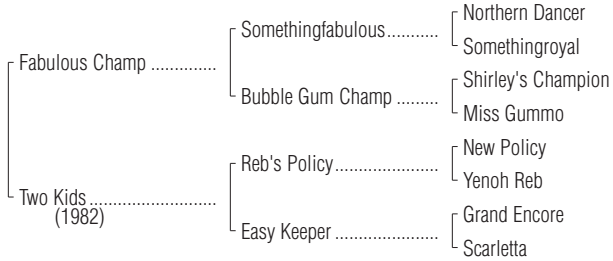 Northern Dancer
Somethingfabulous...........
Somethingroyal
Fabulous Champ ..............
Shirley's Champion
Bubble Gum Champ .........
Miss Gummo
New Policy
Reb's Policy.....................
Yenoh Reb
Two Kids...........................
(1982)
Grand Encore
Easy Keeper .....................
Scarletta